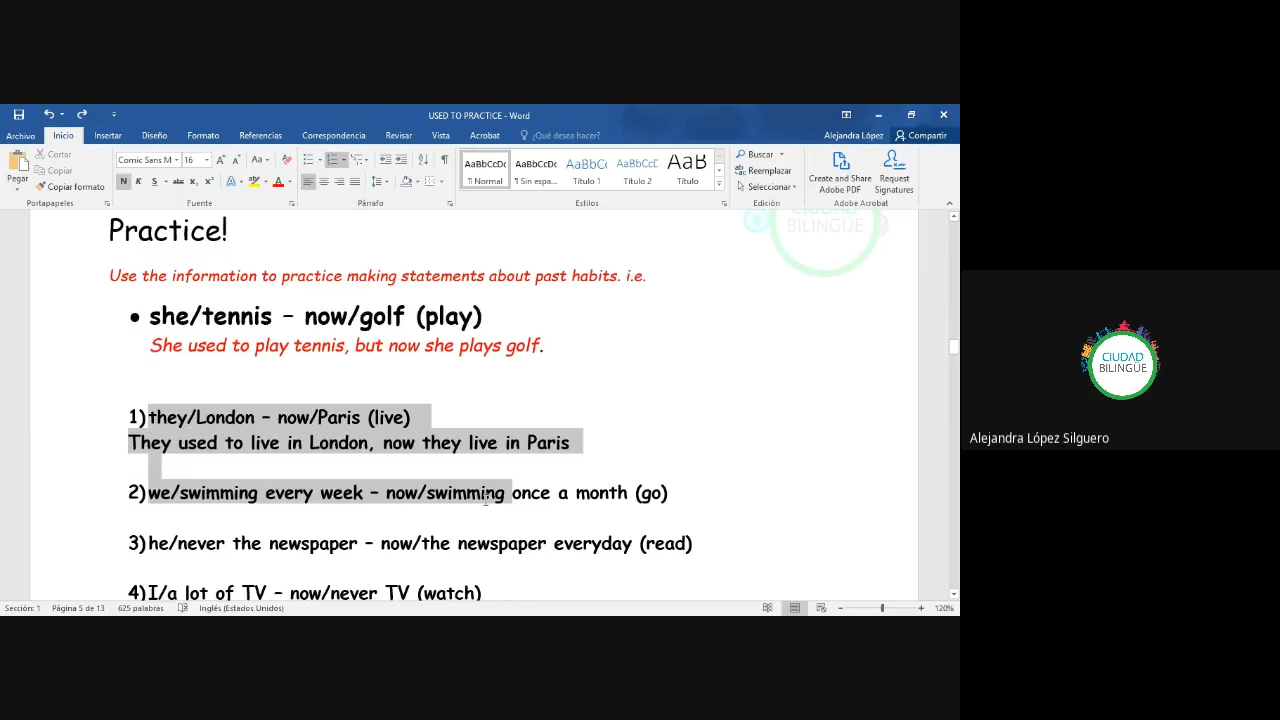 USED TO PRACTICE - Word
Archivo Inicio Insertar Diseño Formato Referencias Correspondencia Revisar Vista Acrobat ¿Qué desea hacer? Alejandra López Compartir
Pegar
Cortar
Copiar
Copiar formato
Portapapeles
Comic Sans M 16
Fuente
Párrafo
AaBbCcDc AaBbCcDc AaBbC AaBbCcC AaB
¶ Normal ¶ Sin espa... Título 1 Título 2 Título
Estilos
Buscar
Reemplazar
Seleccionar
Edición
Create and Share Adobe PDF
Request Signatures
Adobe Acrobat
CIUDAD
BILINGÜE
Practice!
Use the information to practice making statements about past habits. i.e.
• she/tennis – now/golf (play)
She used to play tennis, but now she plays golf.
1) they/London – now/Paris (live)
They used to live in London, now they live in Paris
2) we/swimming every week – now/swimming once a month (go)
3) he/never the newspaper – now/the newspaper everyday (read)
4) I/a lot of TV – now/never TV (watch)
Sección: 1 Página 5 de 13 625 palabras Inglés (Estados Unidos) 120%
CIUDAD
BILINGÜE
Alejandra López Silguero